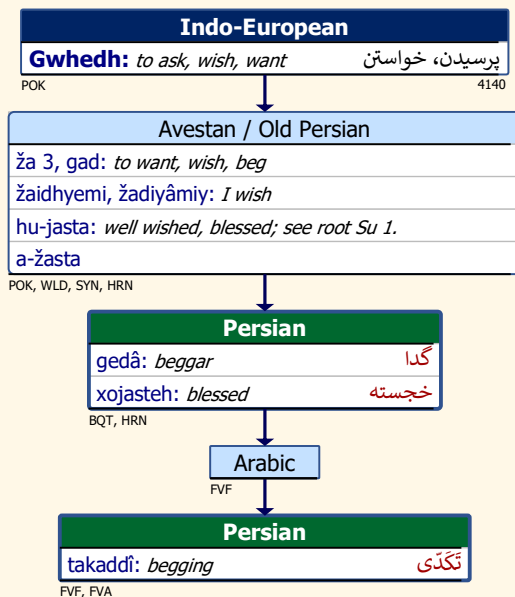 Indo-European
Gwhedh: to ask, wish, want پرسیدن، خواستن
POK 4140
Avestan / Old Persian
ža 3, gad: to want, wish, beg
žaidhyemi, žadiyâmiy: I wish
hu-jasta: well wished, blessed; see root Su 1.
a-žasta
POK, WLD, SYN, HRN
Persian
gedâ: beggar گدا
xojasteh: blessed خجسته
BQT, HRN
Arabic
FVF
Persian
takaddî: begging تَکَدّی
FVF, FVA